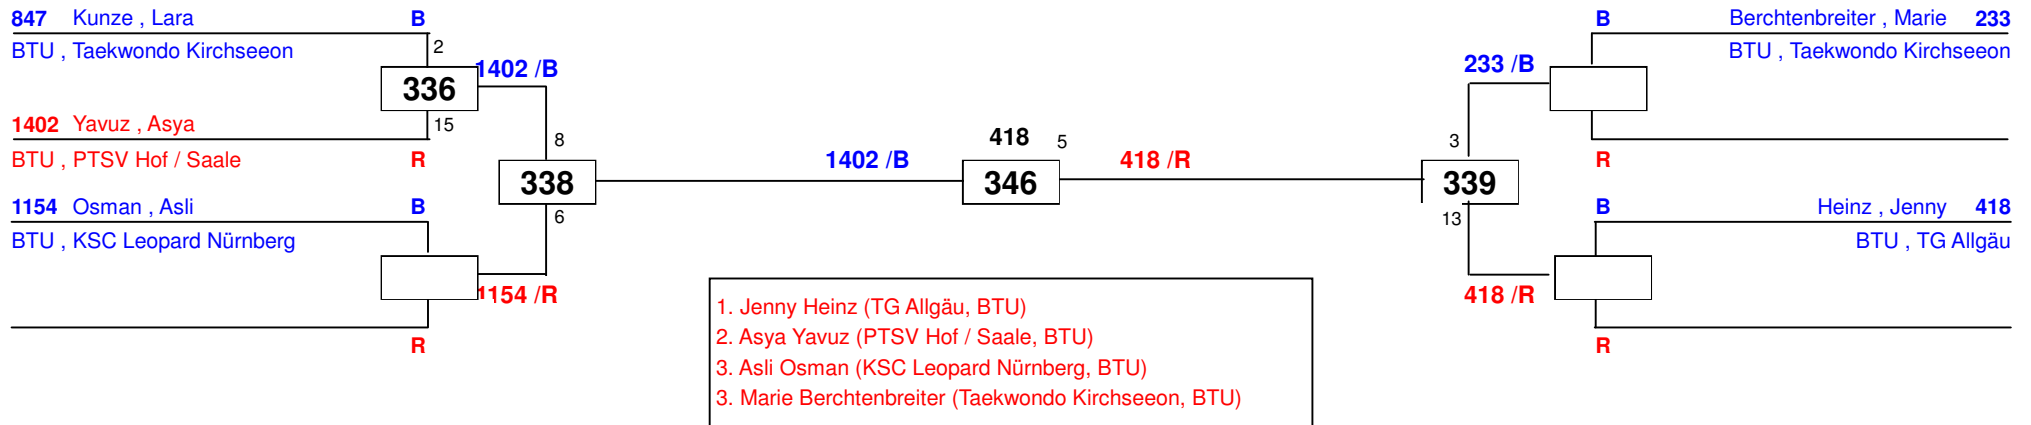 847 Kunze , Lara B
BTU , Taekwondo Kirchseeon
2
336
1402 /B
1402 Yavuz , Asya
15
BTU , PTSV Hof / Saale R
8
338
6
1154 Osman , Asli B
BTU , KSC Leopard Nürnberg
1154 /R
R
1402 /B
418 5
346
418 /R
B Berchtenbreiter , Marie 233
BTU , Taekwondo Kirchseeon
233 /B
R
3
339
13
B Heinz , Jenny 418
BTU , TG Allgäu
418 /R
R
1. Jenny Heinz (TG Allgäu, BTU)
2. Asya Yavuz (PTSV Hof / Saale, BTU)
3. Asli Osman (KSC Leopard Nürnberg, BTU)
3. Marie Berchtenbreiter (Taekwondo Kirchseeon, BTU)